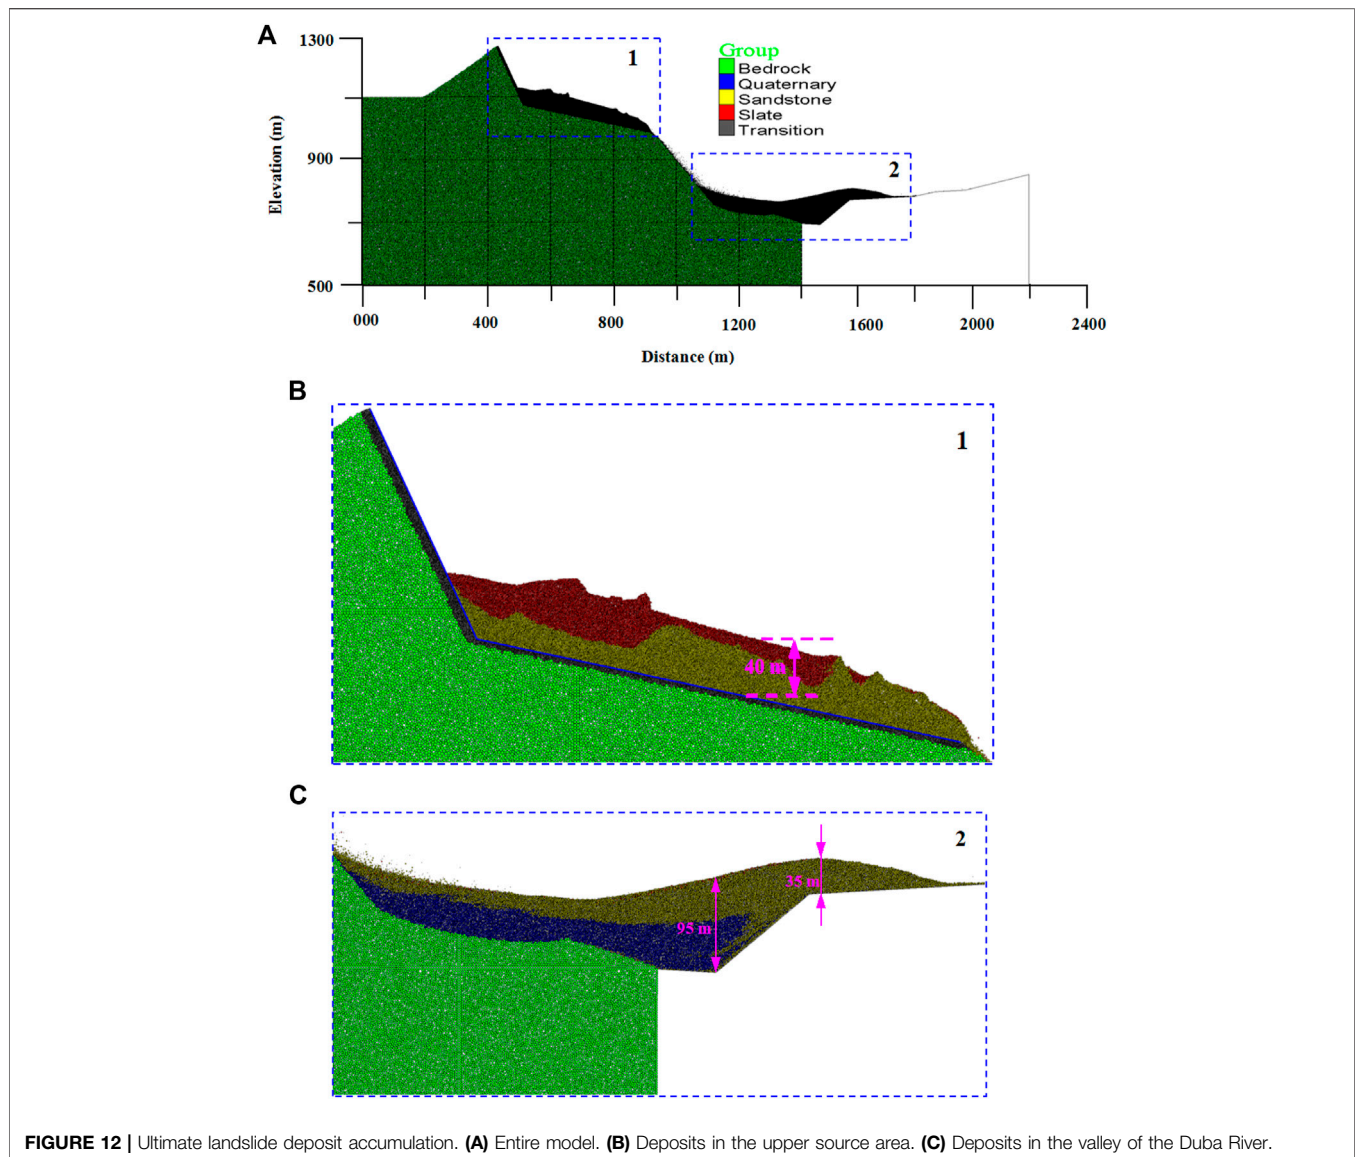 A
1300
900
500
Elevation (m)
1
Group
Bedrock
Quaternary
Sandstone
Slate
Transition
2
000 400 800 1200 1600 2000 2400
Distance (m)
B
1
40 m
C
2
35 m
95 m
FIGURE 12 | Ultimate landslide deposit accumulation. (A) Entire model. (B) Deposits in the upper source area. (C) Deposits in the valley of the Duba River.